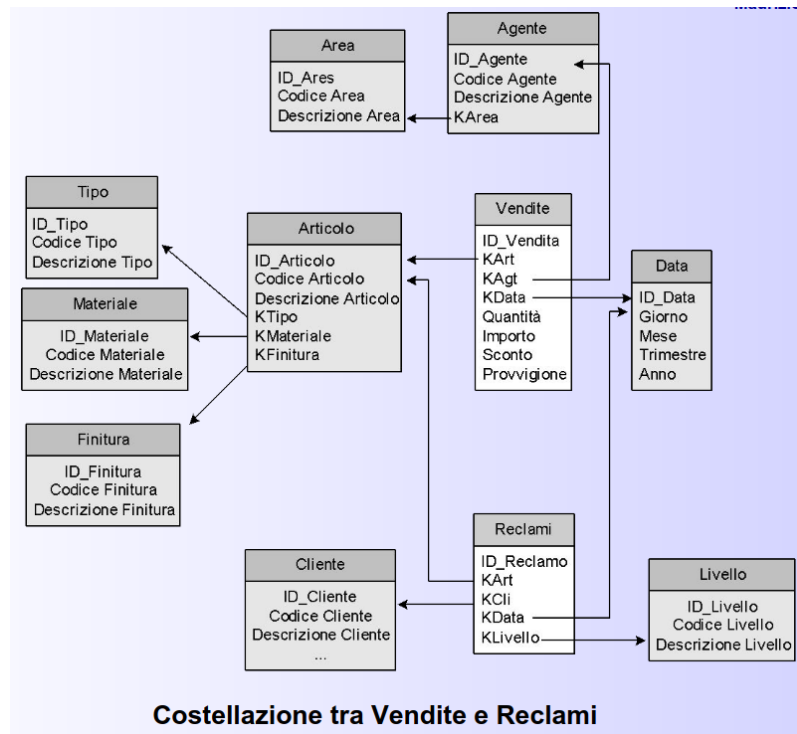 Agente
ID_Agente
Codice Agente
Descrizione Agente
KArea
Area
ID_Ares
Codice Area
Descrizione Area
Tipo
ID_Tipo
Codice Tipo
Descrizione Tipo
Articolo
ID_Articolo
Codice Articolo
Descrizione Articolo
KTipo
KMateriale
KFinitura
Vendite
ID_Vendita
KArt
KAgt
KData
Quantità
Importo
Sconto
Provvigione
Data
ID_Data
Giorno
Mese
Trimestre
Anno
Materiale
ID_Materiale
Codice Materiale
Descrizione Materiale
Finitura
ID_Finitura
Codice Finitura
Descrizione Finitura
Cliente
ID_Cliente
Codice Cliente
Descrizione Cliente
...
Reclami
ID_Reclamo
KArt
KCli
KData
KLivello
Livello
ID_Livello
Codice Livello
Descrizione Livello
Costellazione tra Vendite e Reclami